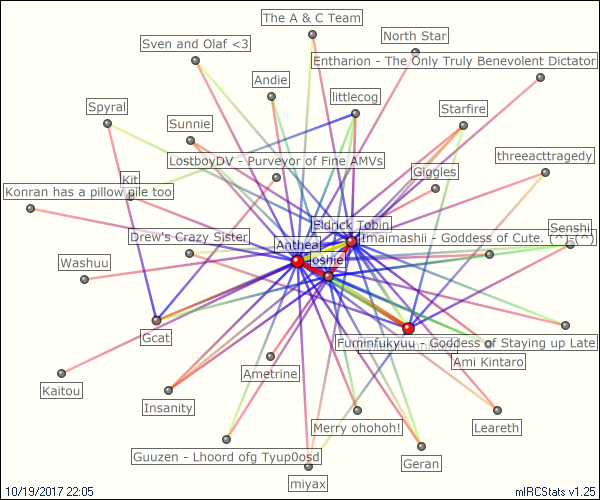 The A & C Team
North Star
Sven and Olaf <3
Entharion - The Only Truly Benevolent Dictator
Andie
littlecog
Spyral
Starfire
Sunnie
LostboyDV - Purveyor of Fine AMVs
threeacttragedy
Giggles
Kit
Konran has a pillow pile too
Eldrick Tobin
Senshi
Drew's Crazy Sister
Antheal
Imaimashii - Goddess of Cute. (^_-(^)
Joshie
Washuu
Gcat
Fuminfukyuu - Goddess of Staying up Late
Ami Kintaro
Ametrine
Kaitou
Insanity
Merry ohohoh!
Leareth
Guuzen - Lhoord ofg Tyup0osd
Geran
miyax
10/19/2017 22:05
mIRCStats v1.25